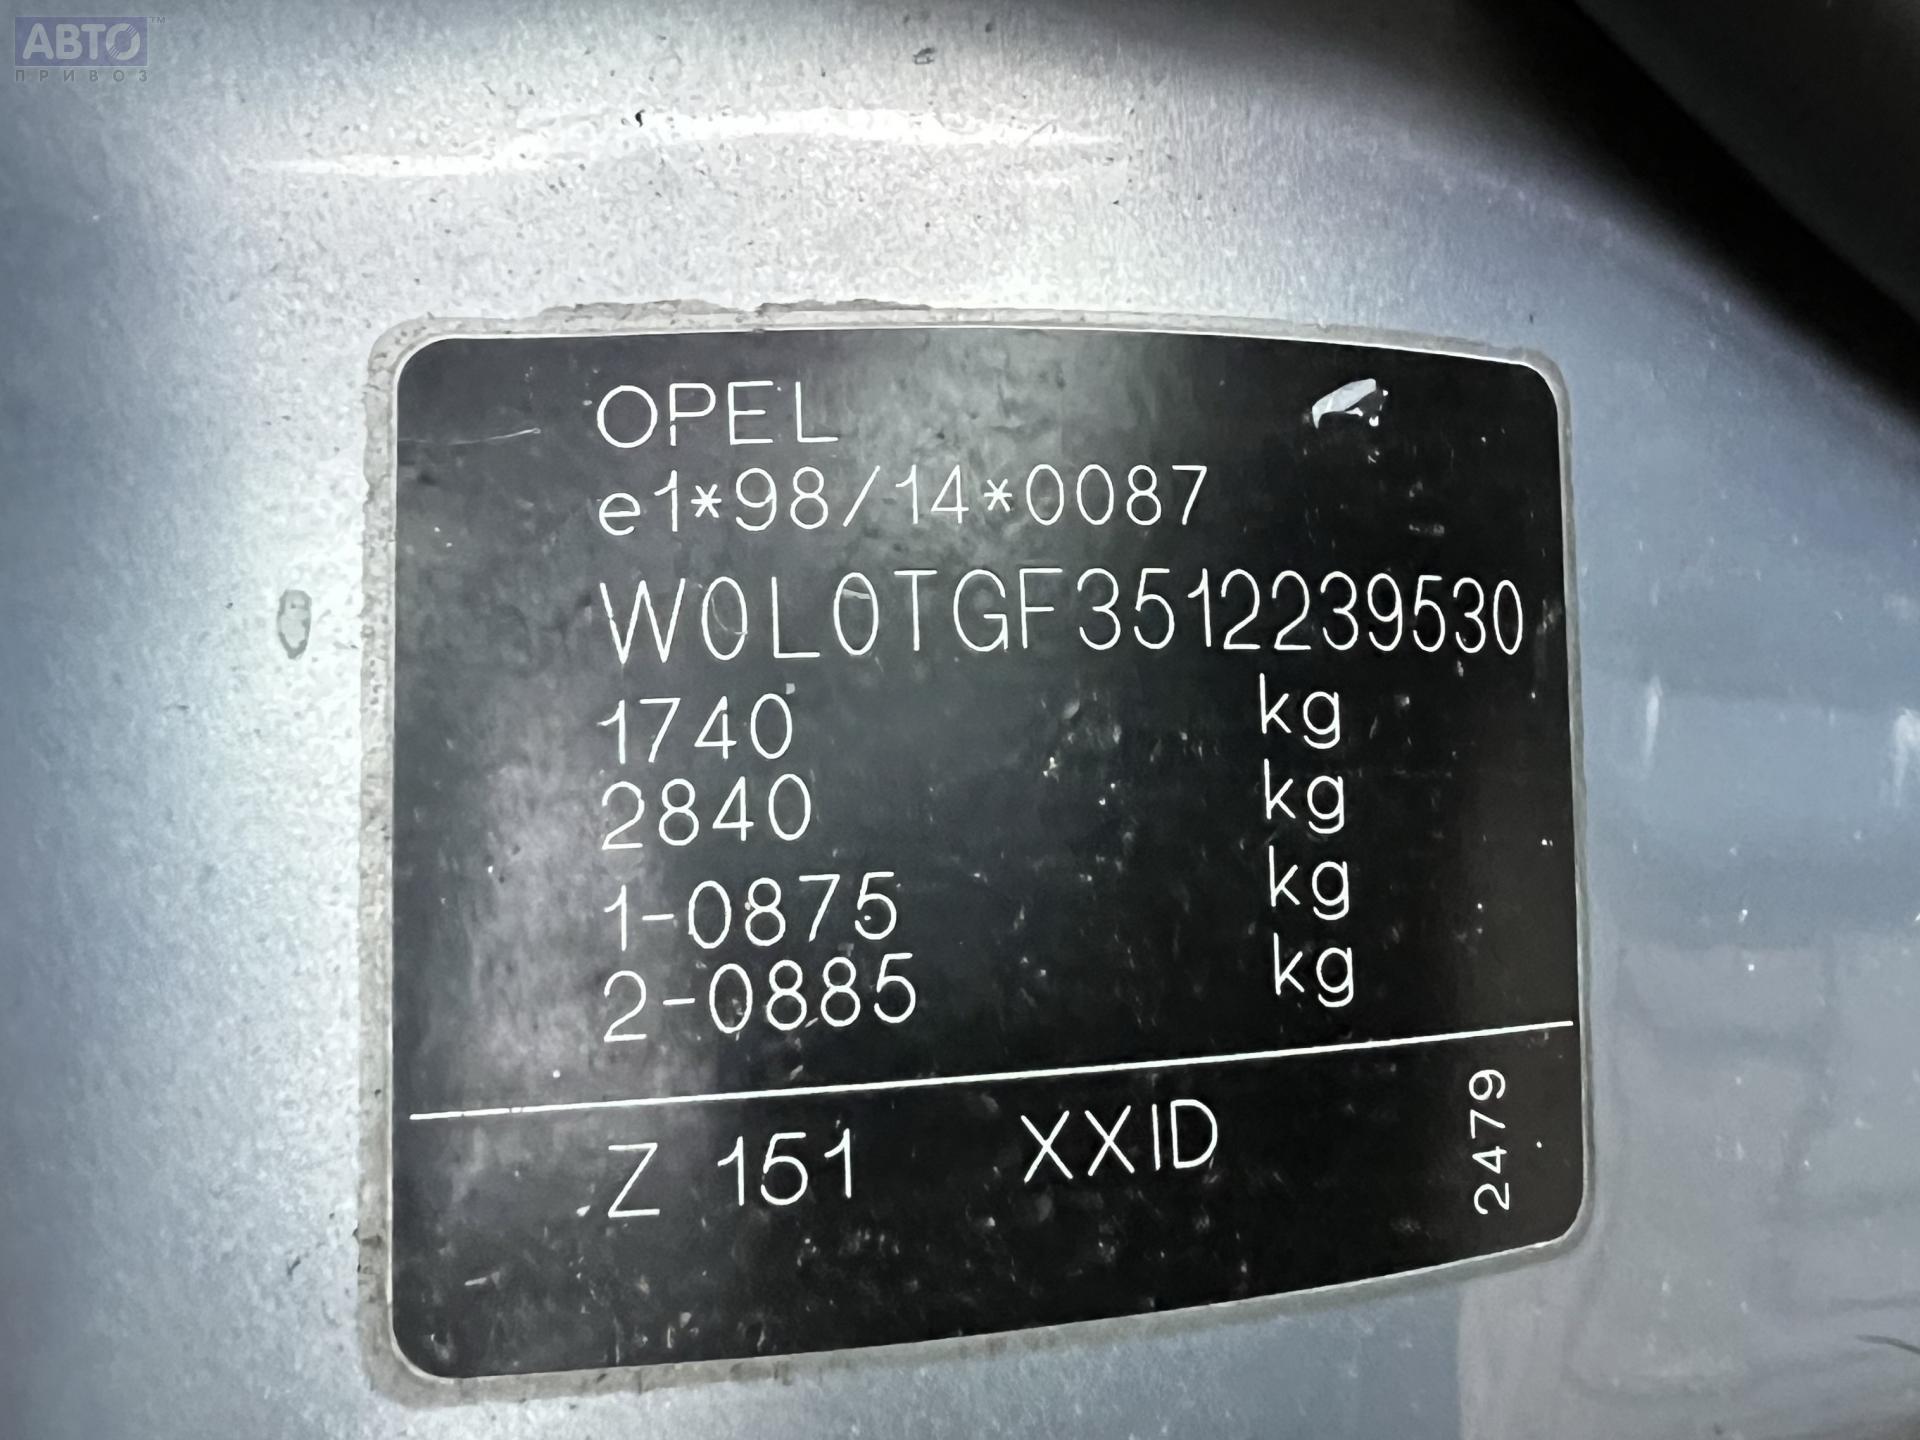 АВТО™
ПРИВОЗ
OPEL
e1*98/14*0087
W0L0TGF3512239530
1740 kg
2840 kg
1-0875 kg
2-0885 kg
Z 151 XXID
2479